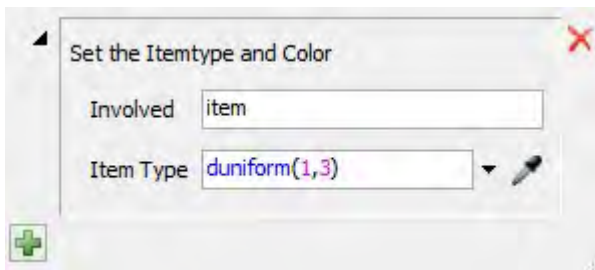 Set the Itemtype and Color
Involved item
Item Type duniform(1,3)